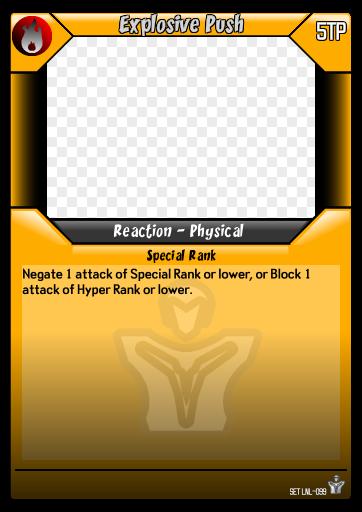 Explosive Push
5TP
Reaction - Physical
Special Rank
Negate 1 attack of Special Rank or lower, or Block 1
attack of Hyper Rank or lower.
SET LNL-099